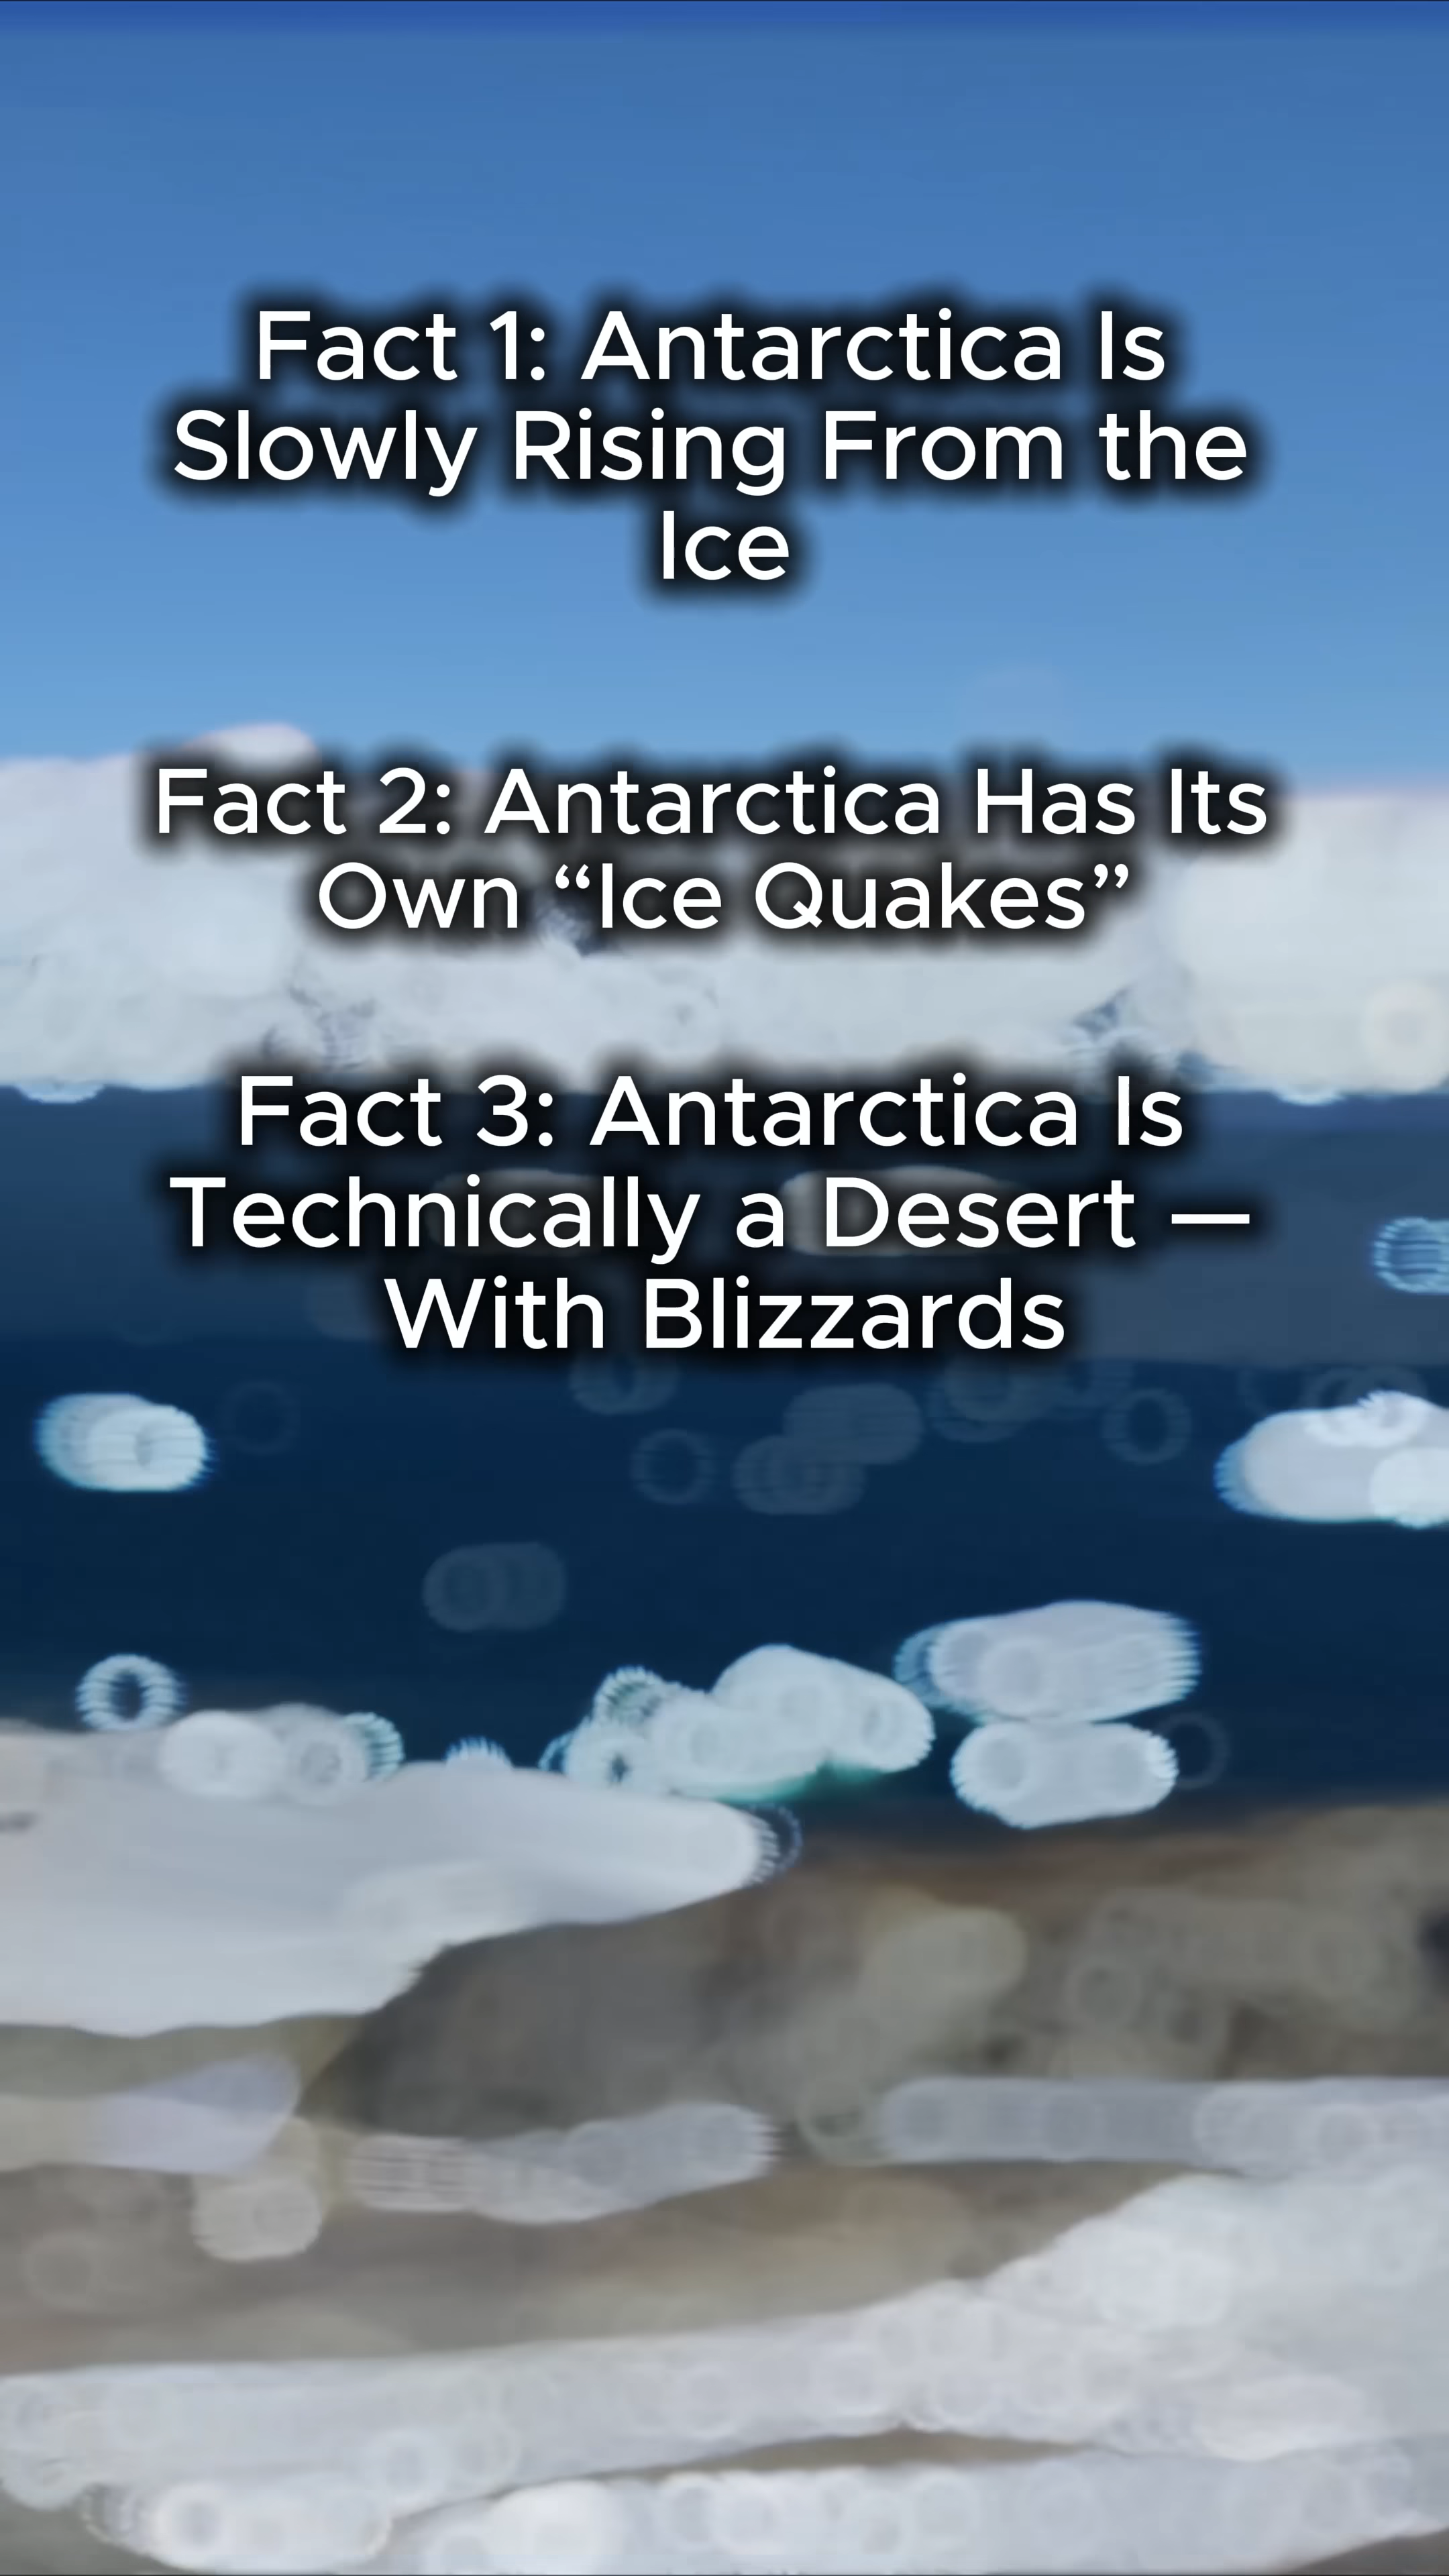 Fact 1: Antarctica Is
Slowly Rising From the
Ice
Fact 2: Antarctica Has Its
Own “Ice Quakes”
Fact 3: Antarctica Is
Technically a Desert —
With Blizzards